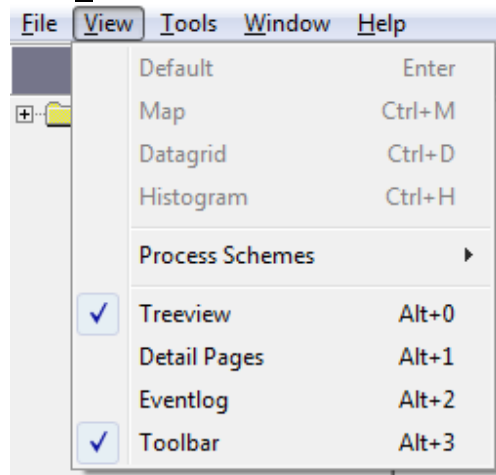 File View Tools Window Help
Default Enter
Map Ctrl+M
Datagrid Ctrl+D
Histogram Ctrl+H
Process Schemes
Treeview Alt+0
Detail Pages Alt+1
Eventlog Alt+2
Toolbar Alt+3